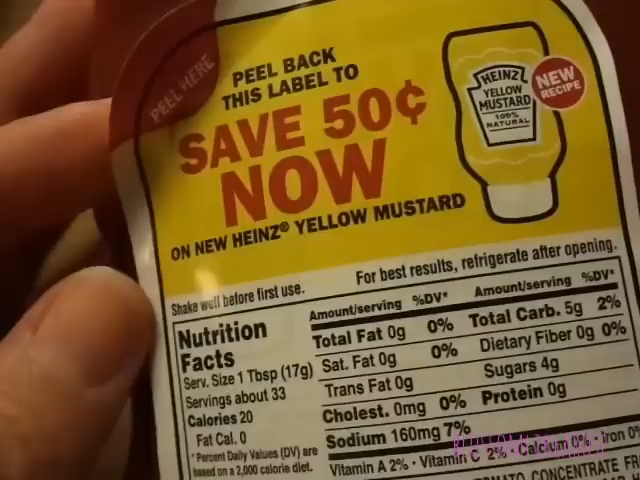 PEEL HERE
PEEL BACK
THIS LABEL TO
SAVE 50¢
NOW
ON NEW HEINZ® YELLOW MUSTARD
HEINZ
YELLOW
MUSTARD
100%
NATURAL
NEW
RECIPE
Shake well before first use.
For best results, refrigerate after opening.
Nutrition
Facts
Serv. Size 1 Tbsp (17g)
Servings about 33
Calories 20
Fat Cal. 0
*Percent Daily Values (DV) are
based on a 2,000 calorie diet.
Amount/serving %DV*
Total Fat 0g 0%
Sat. Fat 0g 0%
Trans Fat 0g
Cholest. 0mg 0%
Sodium 160mg 7%
Amount/serving %DV*
Total Carb. 5g 2%
Dietary Fiber 0g 0%
Sugars 4g
Protein 0g
Vitamin A 2% • Vitamin C 2% • Calcium 0% • Iron 0%
TOMATO CONCENTRATE